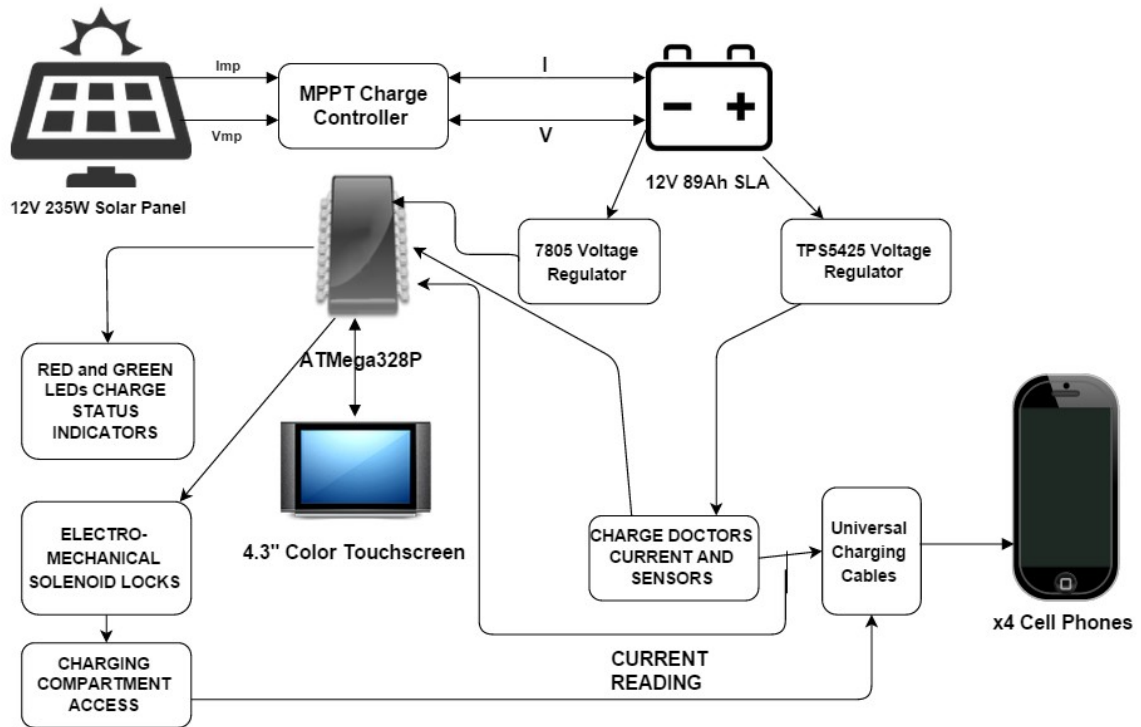 Imp
I
MPPT Charge
Controller
Vmp
V
12V 235W Solar Panel
12V 89Ah SLA
7805 Voltage
Regulator
TPS5425 Voltage
Regulator
ATMega328P
RED and GREEN
LEDs CHARGE
STATUS
INDICATORS
4.3" Color Touchscreen
ELECTRO-
MECHANICAL
SOLENOID LOCKS
CHARGE DOCTORS
CURRENT AND
SENSORS
Universal
Charging
Cables
x4 Cell Phones
CHARGING
COMPARTMENT
ACCESS
CURRENT
READING